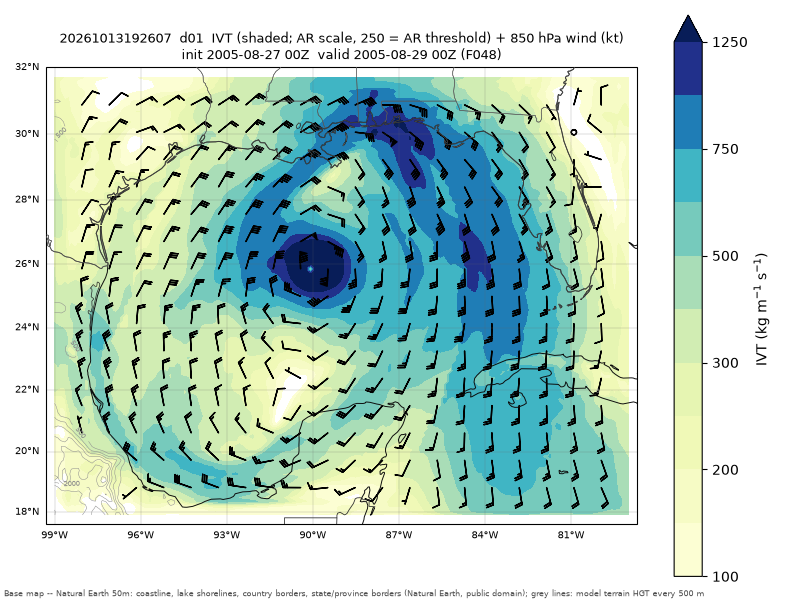 20261013192607  d01  IVT (shaded; AR scale, 250 = AR threshold) + 850 hPa wind (kt)
init 2005-08-27 00Z  valid 2005-08-29 00Z (F048)
32°N
30°N
28°N
26°N
24°N
22°N
20°N
18°N
99°W
96°W
93°W
90°W
87°W
84°W
81°W
2000
1250
750
500
300
200
100
IVT (kg m⁻¹ s⁻¹)
Base map -- Natural Earth 50m: coastline, lake shorelines, country borders, state/province borders (Natural Earth, public domain); grey lines: model terrain HGT every 500 m